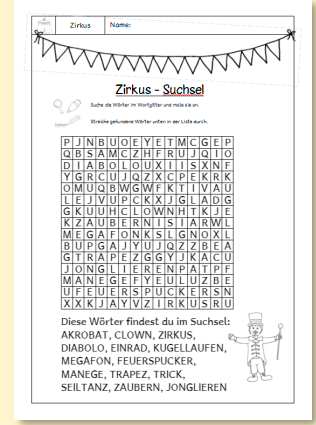 Zirkus
Name:
Zirkus - Suchsel
Suche die Wörter im Wortgitter und male sie an.
Streiche gefundene Wörter unten in der Liste durch.
P J N B U O E Y E T M C G E P
Q B S A M C Z H F R U J Q I O
D I A B O L O U X I I S X N F
Y G R C U J Q Z X C P E K R K
O M U Q B W G W F K T I V A U
L E J V U P C K X J G L A D G
G K U U H C L O W N H T K J E
K Z A U B E R N I S I A R W L
M E G A F O N K S L G N O X L
B U P G A J Y U J Q Z Z B E A
G T R A P E Z G G Y J K A C U
J O N G L I E R E N P A T P F
M A N E G E F Y E U L U Z B E
U F E U E R S P U C K E R S N
X X K J A Y V Z I R K U S R U
Diese Wörter findest du im Suchsel:
AKROBAT, CLOWN, ZIRKUS,
DIABOLO, EINRAD, KUGELLAUFEN,
MEGAFON, FEUERSPUCKER,
MANEGE, TRAPEZ, TRICK,
SEILTANZ, ZAUBERN, JONGLIEREN